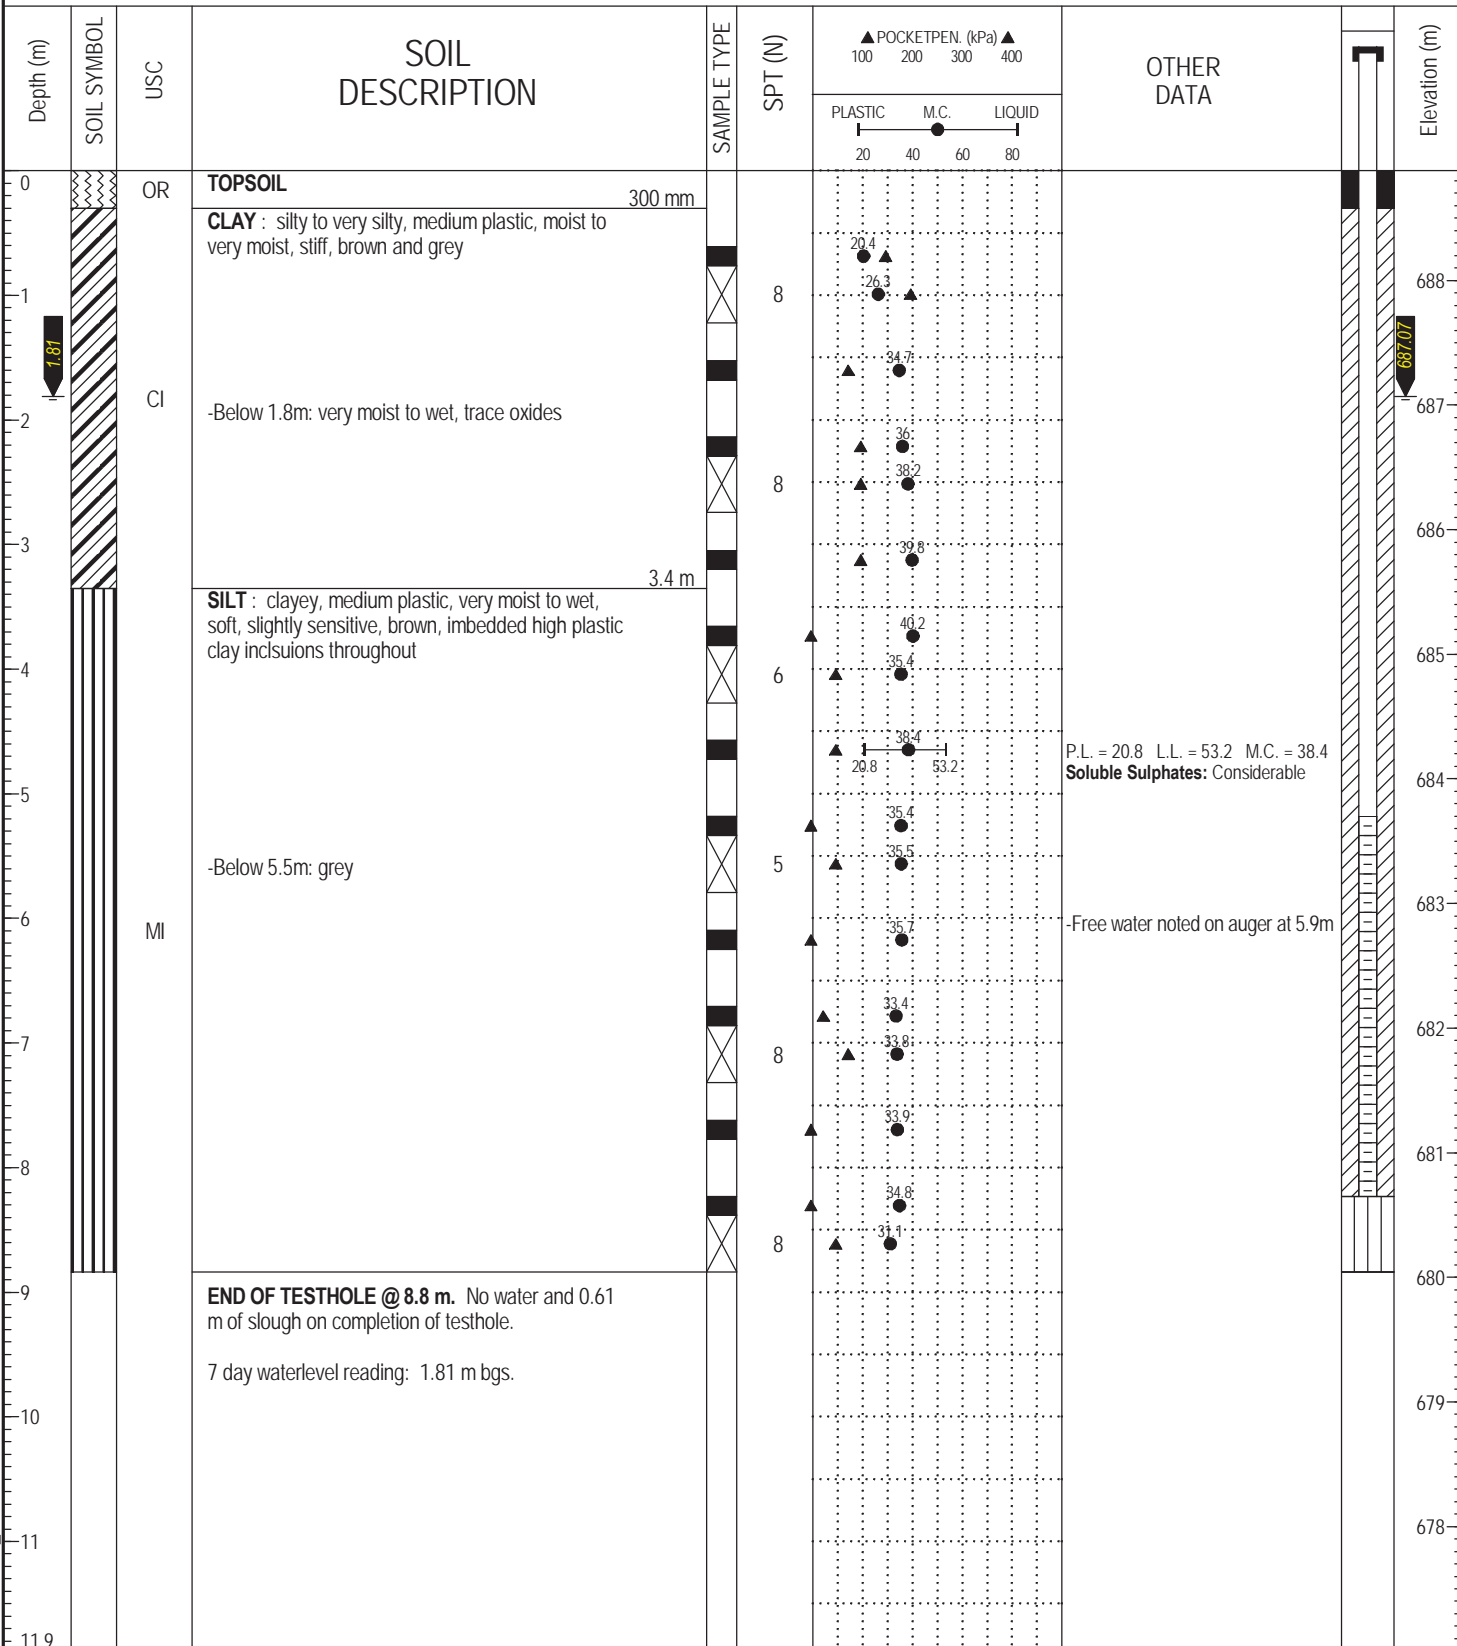 Depth (m)
SOIL SYMBOL
USC
SOIL
DESCRIPTION
SAMPLE TYPE
SPT (N)
▲ POCKETPEN. (kPa) ▲
100 200 300 400
PLASTIC M.C. LIQUID
20 40 60 80
OTHER
DATA
Elevation (m)
0
OR
TOPSOIL
300 mm
CLAY : silty to very silty, medium plastic, moist to
very moist, stiff, brown and grey
20.4
688
26.3
1
8
1.81
687.07
34.7
CI
-Below 1.8m: very moist to wet, trace oxides
687
2
36
38.2
8
686
3
39.8
3.4 m
SILT : clayey, medium plastic, very moist to wet,
soft, slightly sensitive, brown, imbedded high plastic
clay inclsuions throughout
40.2
685
35.4
4
6
38.4
20.8 53.2
P.L. = 20.8 L.L. = 53.2 M.C. = 38.4
Soluble Sulphates: Considerable
684
5
35.4
35.5
5
-Below 5.5m: grey
683
6
MI
35.7
-Free water noted on auger at 5.9m
33.4
682
7
33.8
8
33.9
681
8
34.8
31.1
8
680
9
END OF TESTHOLE @ 8.8 m. No water and 0.61
m of slough on completion of testhole.
7 day waterlevel reading: 1.81 m bgs.
679
10
678
11
11.9